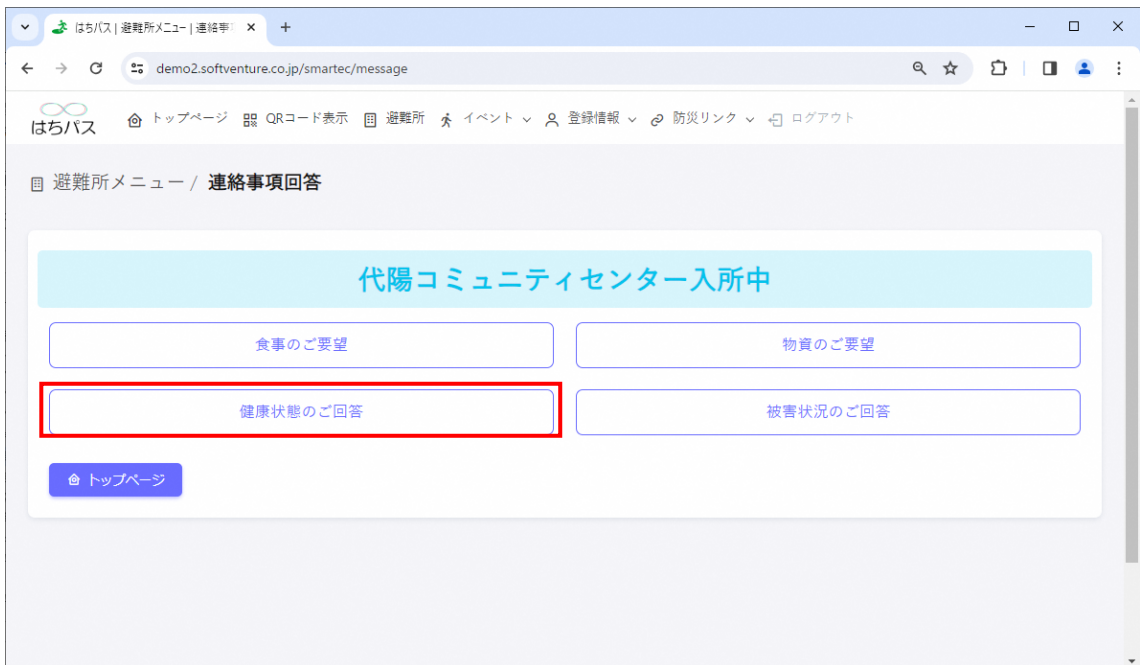 はちパス | 避難所メニュー | 連絡事
demo2.softventure.co.jp/smartec/message
はちパス
トップページ QRコード表示 避難所 イベント 登録情報 防災リンク ログアウト
避難所メニュー / 連絡事項回答
代陽コミュニティセンター入所中
食事のご要望 物資のご要望
健康状態のご回答 被害状況のご回答
トップページ